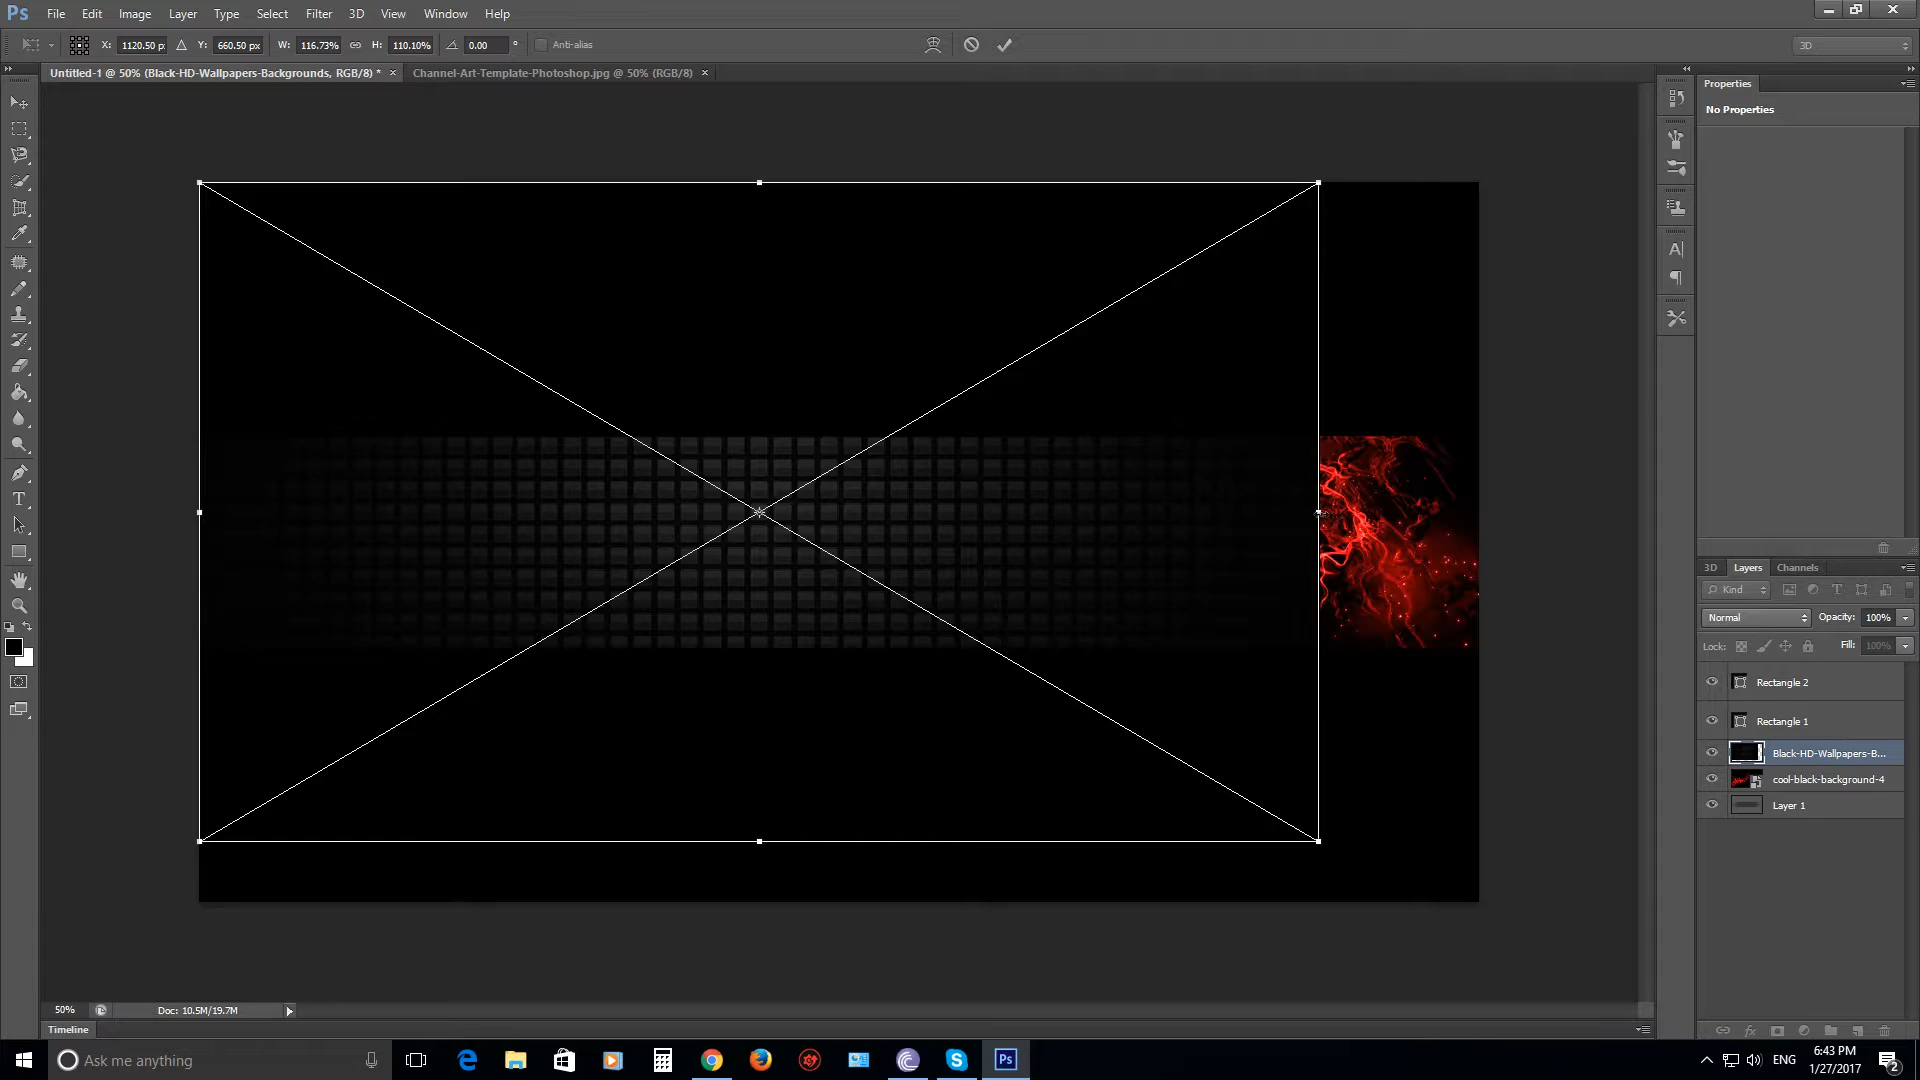 Ps File Edit Image Layer Type Select Filter 3D View Window Help
X: 1120.50 p: Y: 660.50 px W: 116.73% H: 110.10% 0.00 ° Anti-alias 3D
Untitled-1 @ 50% (Black-HD-Wallpapers-Backgrounds, RGB/8) * × Channel-Art-Template-Photoshop.jpg @ 50% (RGB/8) ×
Properties
No Properties
3D Layers Channels
Kind
Normal Opacity: 100%
Lock: Fill: 100%
Rectangle 2
Rectangle 1
Black-HD-Wallpapers-B...
cool-black-background-4
Layer 1
50% Doc: 10.5M/19.7M
Timeline
Ask me anything
Ps
ENG
6:43 PM
1/27/2017
2